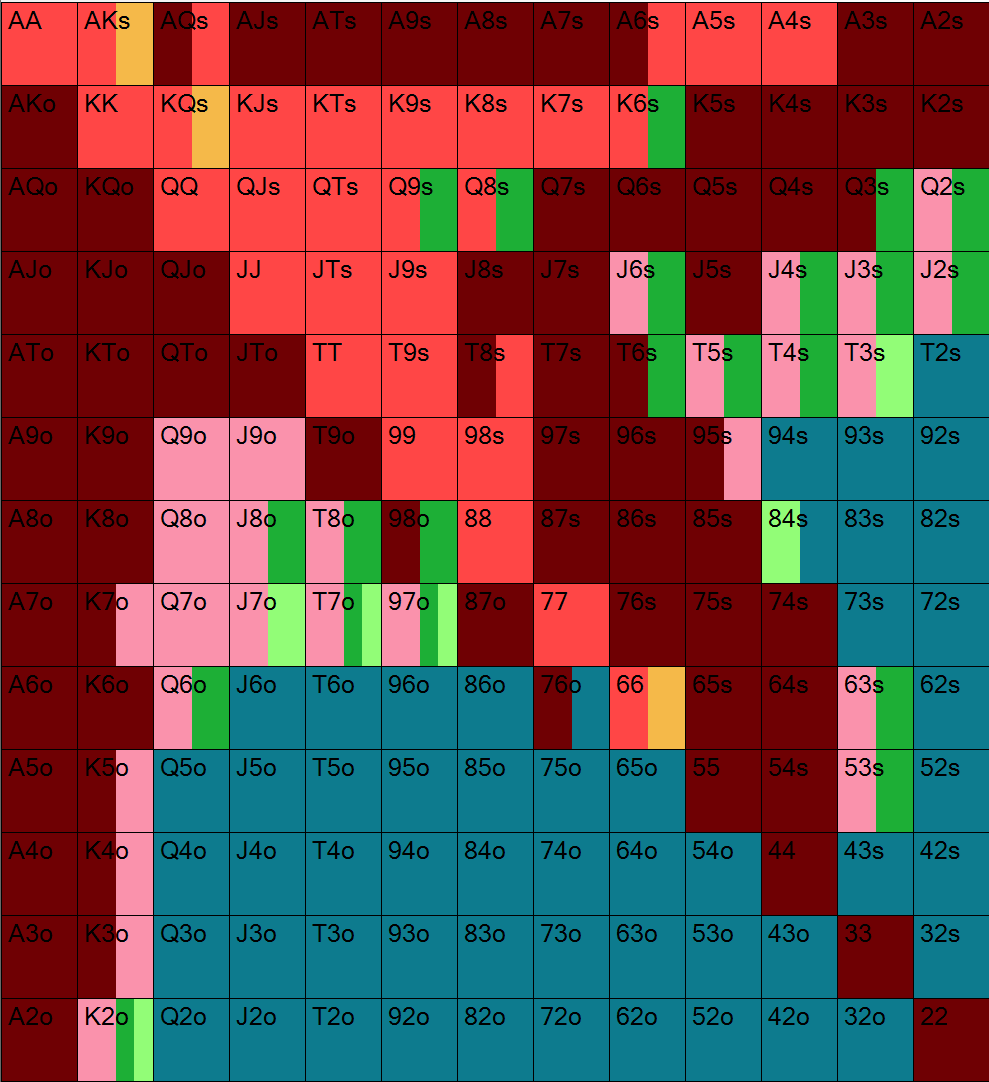 AA AKs AQs AJs ATs A9s A8s A7s A6s A5s A4s A3s A2s
AKo KK KQs KJs KTs K9s K8s K7s K6s K5s K4s K3s K2s
AQo KQo QQ QJs QTs Q9s Q8s Q7s Q6s Q5s Q4s Q3s Q2s
AJo KJo QJo JJ JTs J9s J8s J7s J6s J5s J4s J3s J2s
ATo KTo QTo JTo TT T9s T8s T7s T6s T5s T4s T3s T2s
A9o K9o Q9o J9o T9o 99 98s 97s 96s 95s 94s 93s 92s
A8o K8o Q8o J8o T8o 98o 88 87s 86s 85s 84s 83s 82s
A7o K7o Q7o J7o T7o 97o 87o 77 76s 75s 74s 73s 72s
A6o K6o Q6o J6o T6o 96o 86o 76o 66 65s 64s 63s 62s
A5o K5o Q5o J5o T5o 95o 85o 75o 65o 55 54s 53s 52s
A4o K4o Q4o J4o T4o 94o 84o 74o 64o 54o 44 43s 42s
A3o K3o Q3o J3o T3o 93o 83o 73o 63o 53o 43o 33 32s
A2o K2o Q2o J2o T2o 92o 82o 72o 62o 52o 42o 32o 22